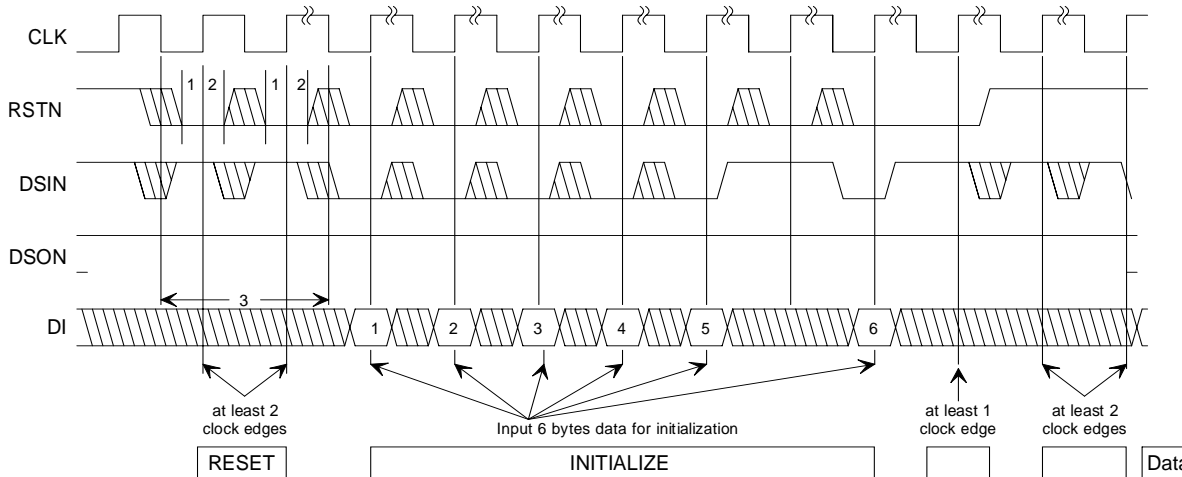 CLK
1 2 1 2
RSTN
DSIN
DSON
3
DI
1 2 3 4 5 6
at least 2
clock edges
Input 6 bytes data for initialization
at least 1
clock edge
at least 2
clock edges
RESET
INITIALIZE
Data